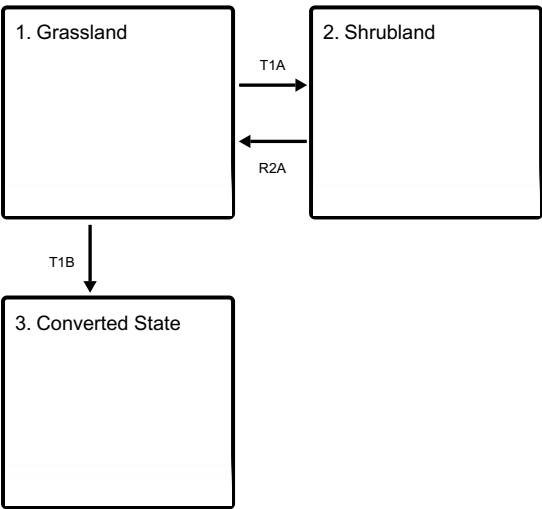 1. Grassland
2. Shrubland
T1A
R2A
T1B
3. Converted State